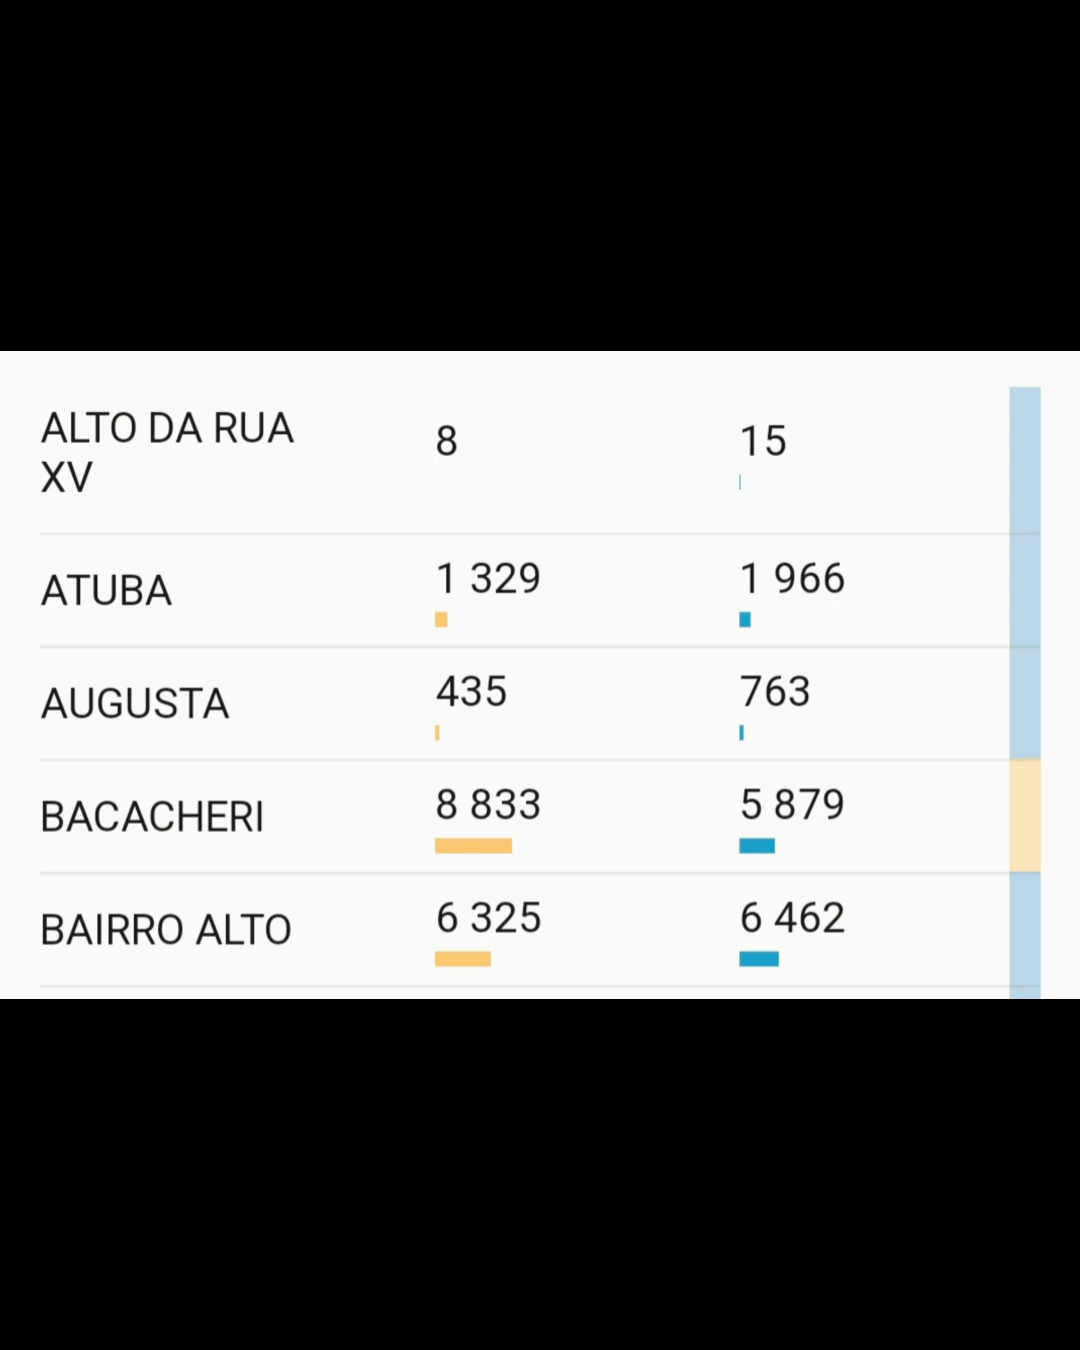 ALTO DA RUA 8 15
XV
ATUBA 1 329 1 966
AUGUSTA 435 763
BACACHERI 8 833 5 879
BAIRRO ALTO 6 325 6 462